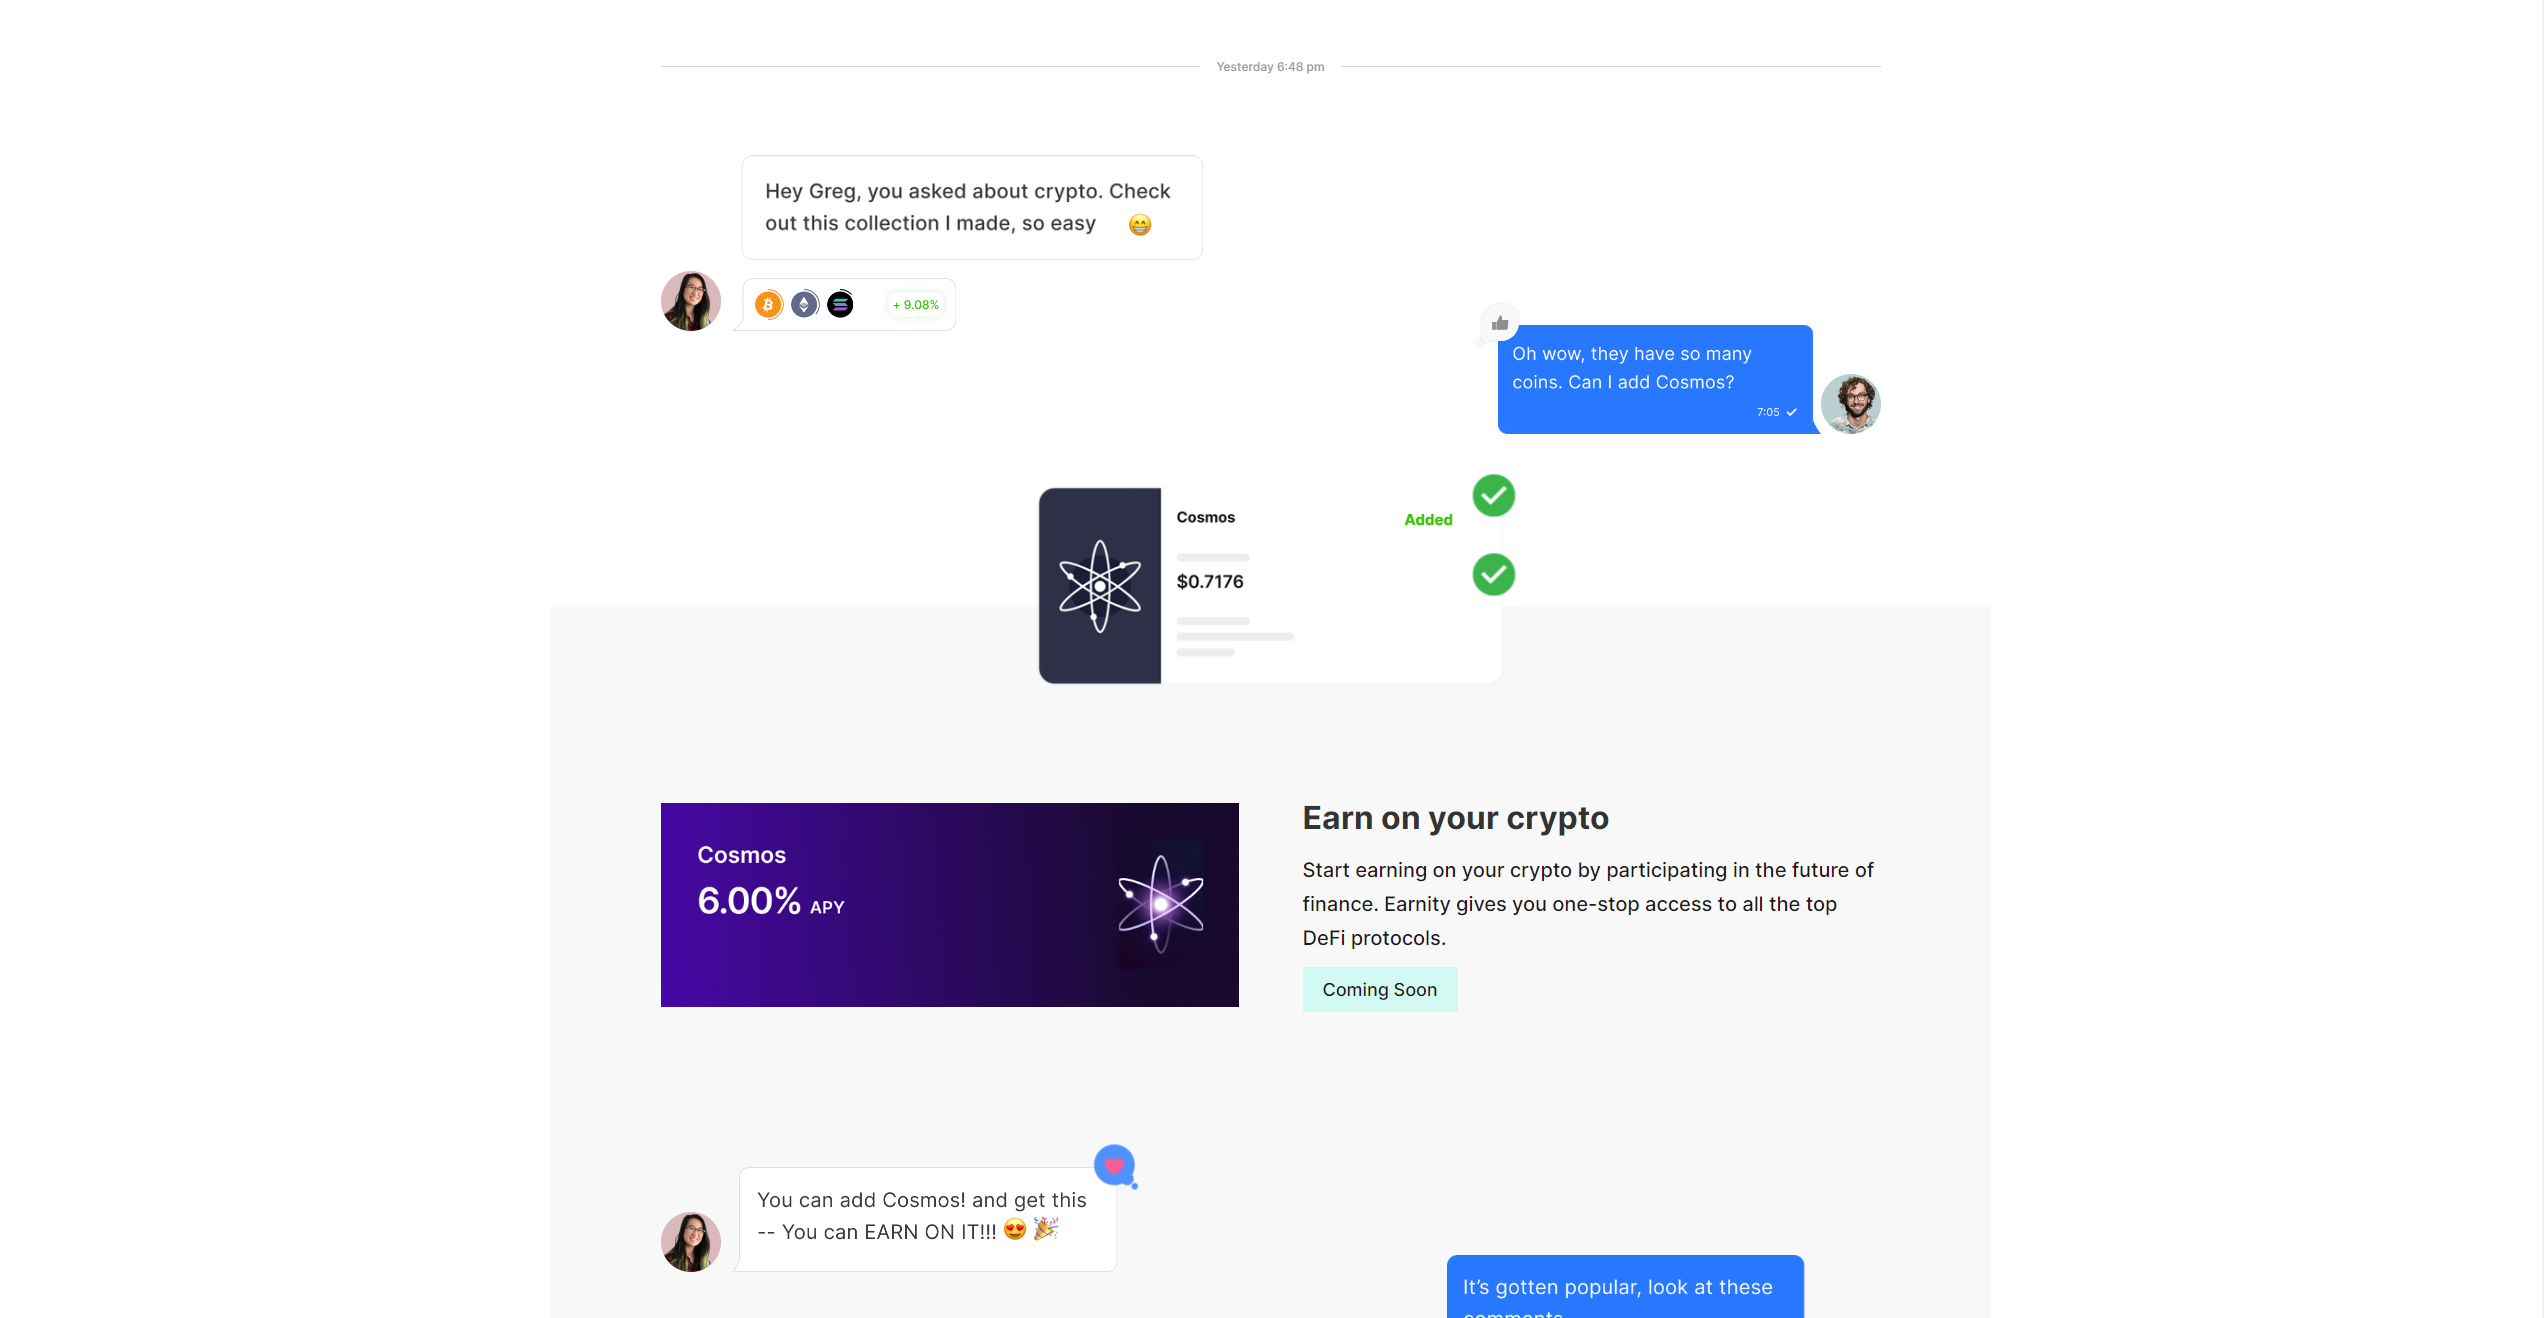 Yesterday 6:48 pm
Hey Greg, you asked about crypto. Check
out this collection I made, so easy 😁
+ 9.08%
Oh wow, they have so many
coins. Can I add Cosmos?
7:05
Cosmos
Added
$0.7176
Cosmos
6.00% APY
Earn on your crypto
Start earning on your crypto by participating in the future of
finance. Earnity gives you one-stop access to all the top
DeFi protocols.
Coming Soon
You can add Cosmos! and get this
-- You can EARN ON IT!!! 😍 🎉
It’s gotten popular, look at these